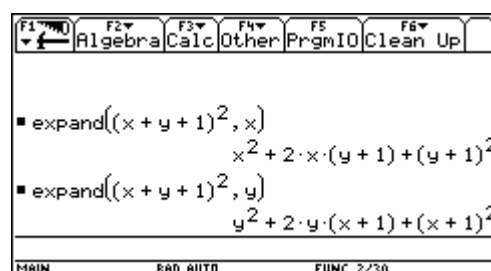 F1 F2 F3 F4 F5 F6
Algebra Calc Other PrgmIO Clean Up
▪ expand((x + y + 1)², x)
x² + 2·x·(y + 1) + (y + 1)²
▪ expand((x + y + 1)², y)
y² + 2·y·(x + 1) + (x + 1)²
MAIN RAD AUTO FUNC 2/30